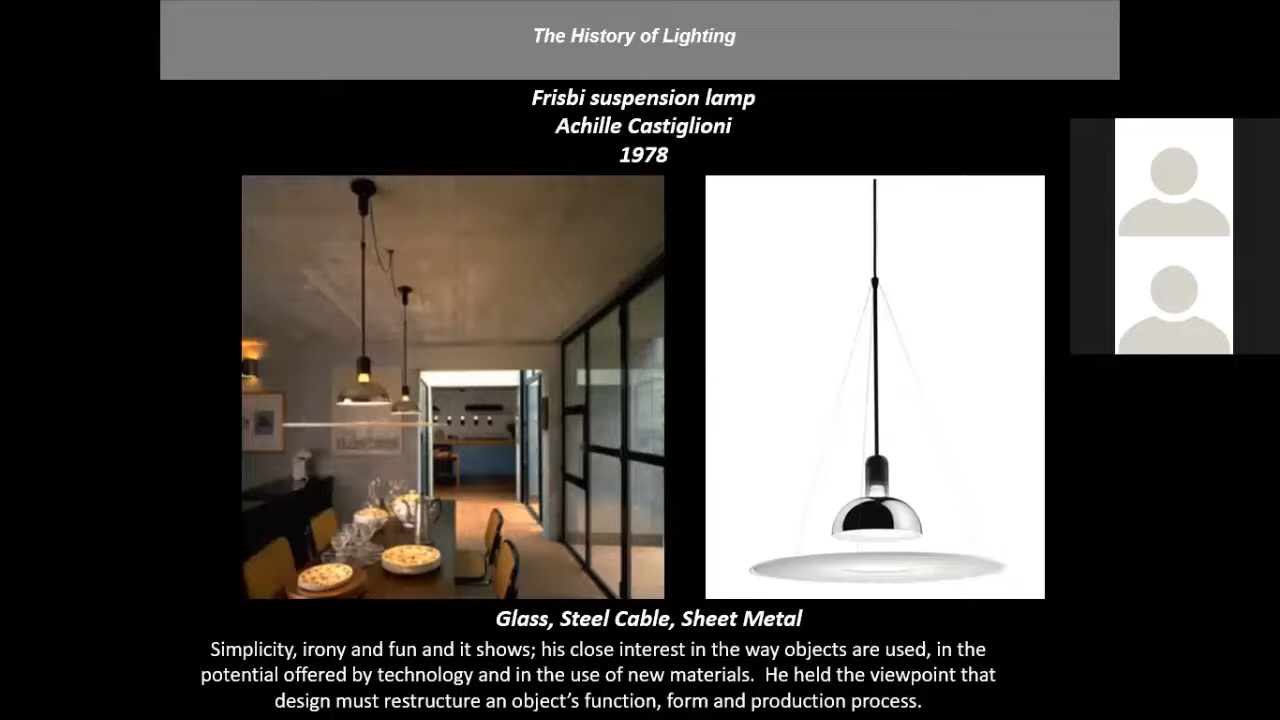 The History of Lighting
Frisbi suspension lamp
Achille Castiglioni
1978
Glass, Steel Cable, Sheet Metal
Simplicity, irony and fun and it shows; his close interest in the way objects are used, in the
potential offered by technology and in the use of new materials.  He held the viewpoint that
design must restructure an object’s function, form and production process.